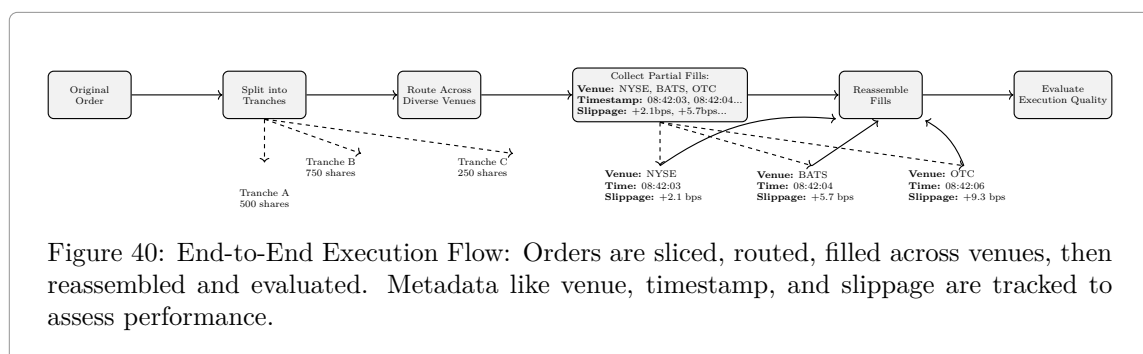 Original
Order
Split into
Tranches
Route Across
Diverse Venues
Collect Partial Fills:
Venue: NYSE, BATS, OTC
Timestamp: 08:42:03, 08:42:04...
Slippage: +2.1bps, +5.7bps...
Reassemble
Fills
Evaluate
Execution Quality
Tranche A
500 shares
Tranche B
750 shares
Tranche C
250 shares
Venue: NYSE
Time: 08:42:03
Slippage: +2.1 bps
Venue: BATS
Time: 08:42:04
Slippage: +5.7 bps
Venue: OTC
Time: 08:42:06
Slippage: +9.3 bps
Figure 40: End-to-End Execution Flow: Orders are sliced, routed, filled across venues, then
reassembled and evaluated. Metadata like venue, timestamp, and slippage are tracked to
assess performance.